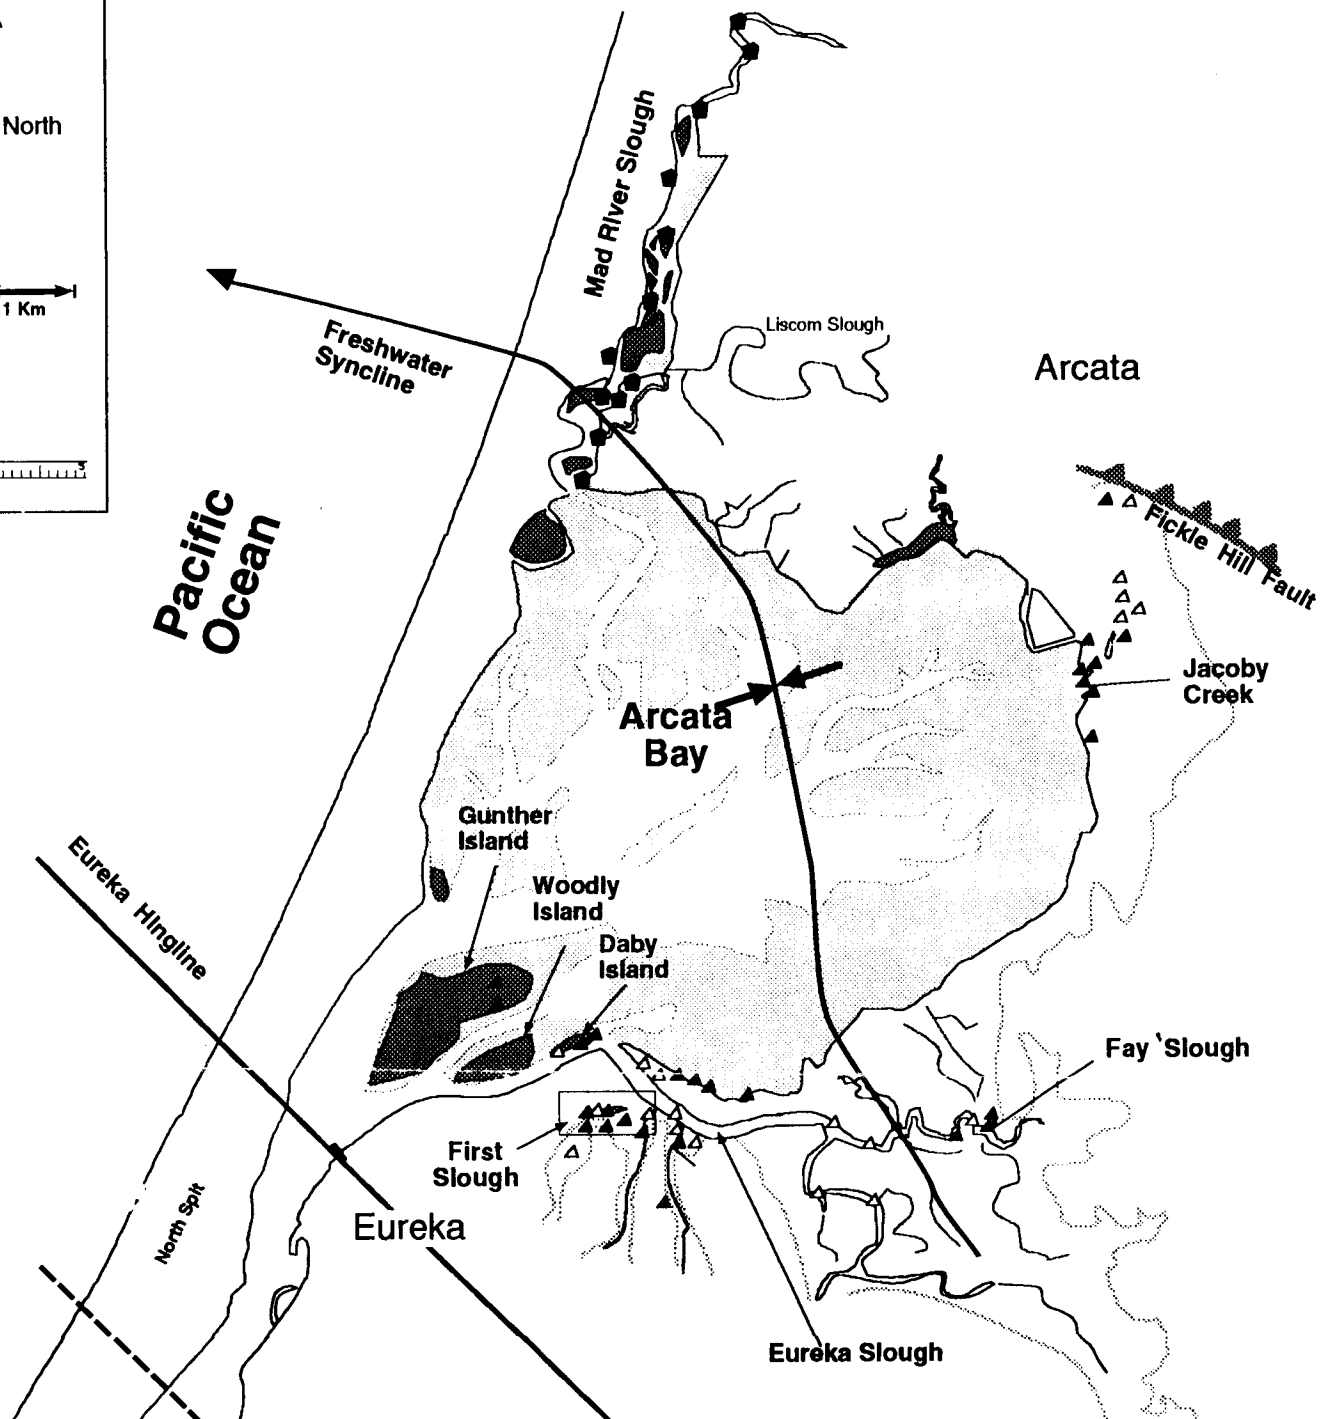 North
1 Km
5
Mad River Slough
Freshwater
Syncline
Liscom Slough
Arcata
Pacific
Ocean
Fickle Hill Fault
Jacoby
Creek
Arcata
Bay
Gunther
Island
Woodly
Island
Daby
Island
Eureka Hingline
Fay Slough
First
Slough
Eureka
North Spit
Eureka Slough